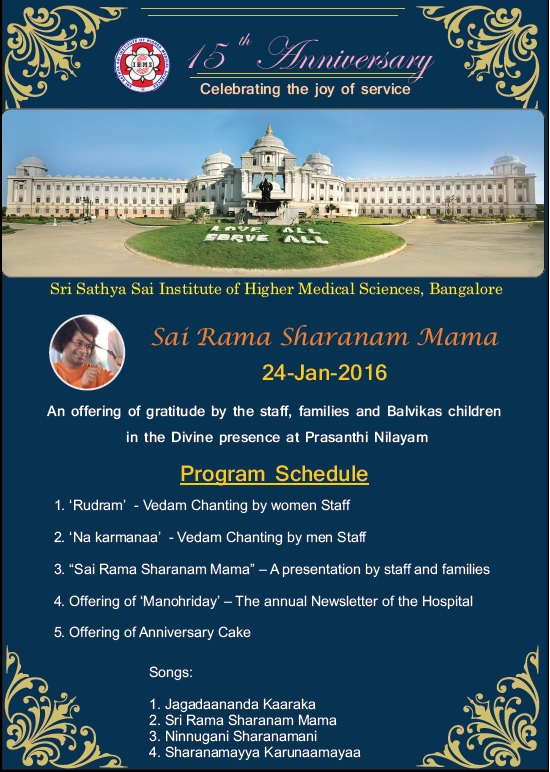 IHMS
15th Anniversary
Celebrating the joy of service
LOVE ALL
SERVE ALL
Sri Sathya Sai Institute of Higher Medical Sciences, Bangalore
Sai Rama Sharanam Mama
24-Jan-2016
An offering of gratitude by the staff, families and Balvikas children
in the Divine presence at Prasanthi Nilayam
Program Schedule
1. ‘Rudram’ - Vedam Chanting by women Staff
2. ‘Na karmanaa’ - Vedam Chanting by men Staff
3. “Sai Rama Sharanam Mama” – A presentation by staff and families
4. Offering of ‘Manohriday’ – The annual Newsletter of the Hospital
5. Offering of Anniversary Cake
Songs:
1. Jagadaananda Kaaraka
2. Sri Rama Sharanam Mama
3. Ninnugani Sharanamani
4. Sharanamayya Karunaamayaa